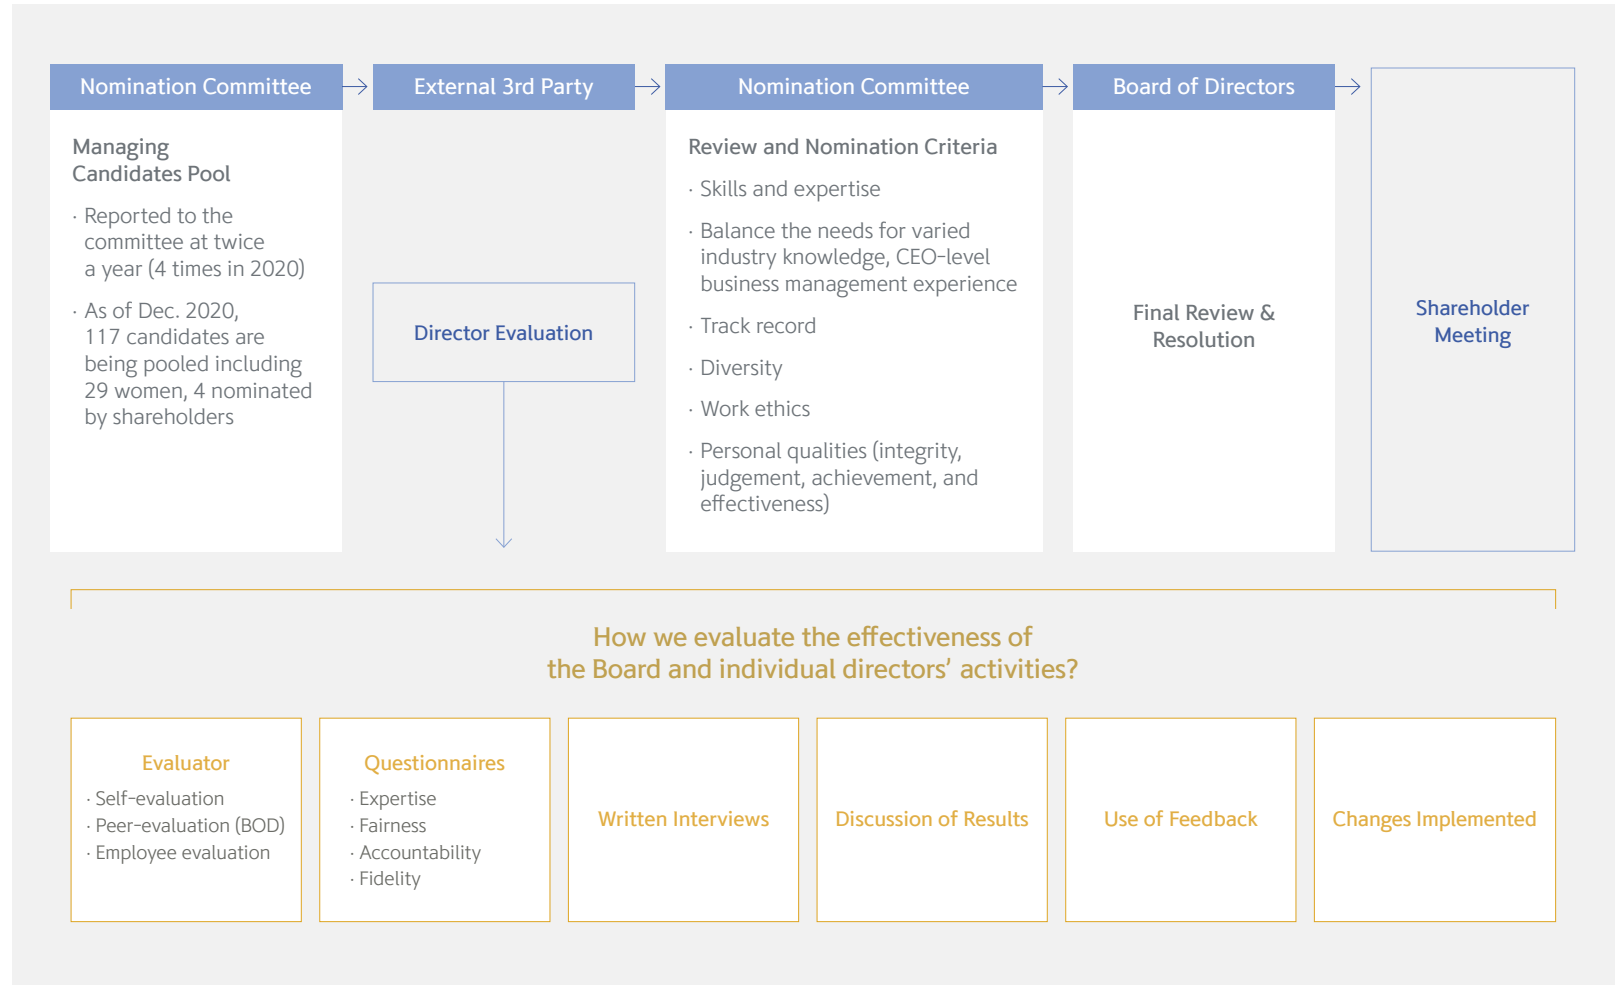 Nomination Committee
Managing
Candidates Pool
· Reported to the
committee at twice
a year (4 times in 2020)
· As of Dec. 2020,
117 candidates are
being pooled including
29 women, 4 nominated
by shareholders
External 3rd Party
Director Evaluation
Nomination Committee
Review and Nomination Criteria
· Skills and expertise
· Balance the needs for varied
industry knowledge, CEO-level
business management experience
· Track record
· Diversity
· Work ethics
· Personal qualities (integrity,
judgement, achievement, and
effectiveness)
Board of Directors
Final Review &
Resolution
Shareholder
Meeting
How we evaluate the effectiveness of
the Board and individual directors’ activities?
Evaluator
· Self-evaluation
· Peer-evaluation (BOD)
· Employee evaluation
Questionnaires
· Expertise
· Fairness
· Accountability
· Fidelity
Written Interviews
Discussion of Results
Use of Feedback
Changes Implemented